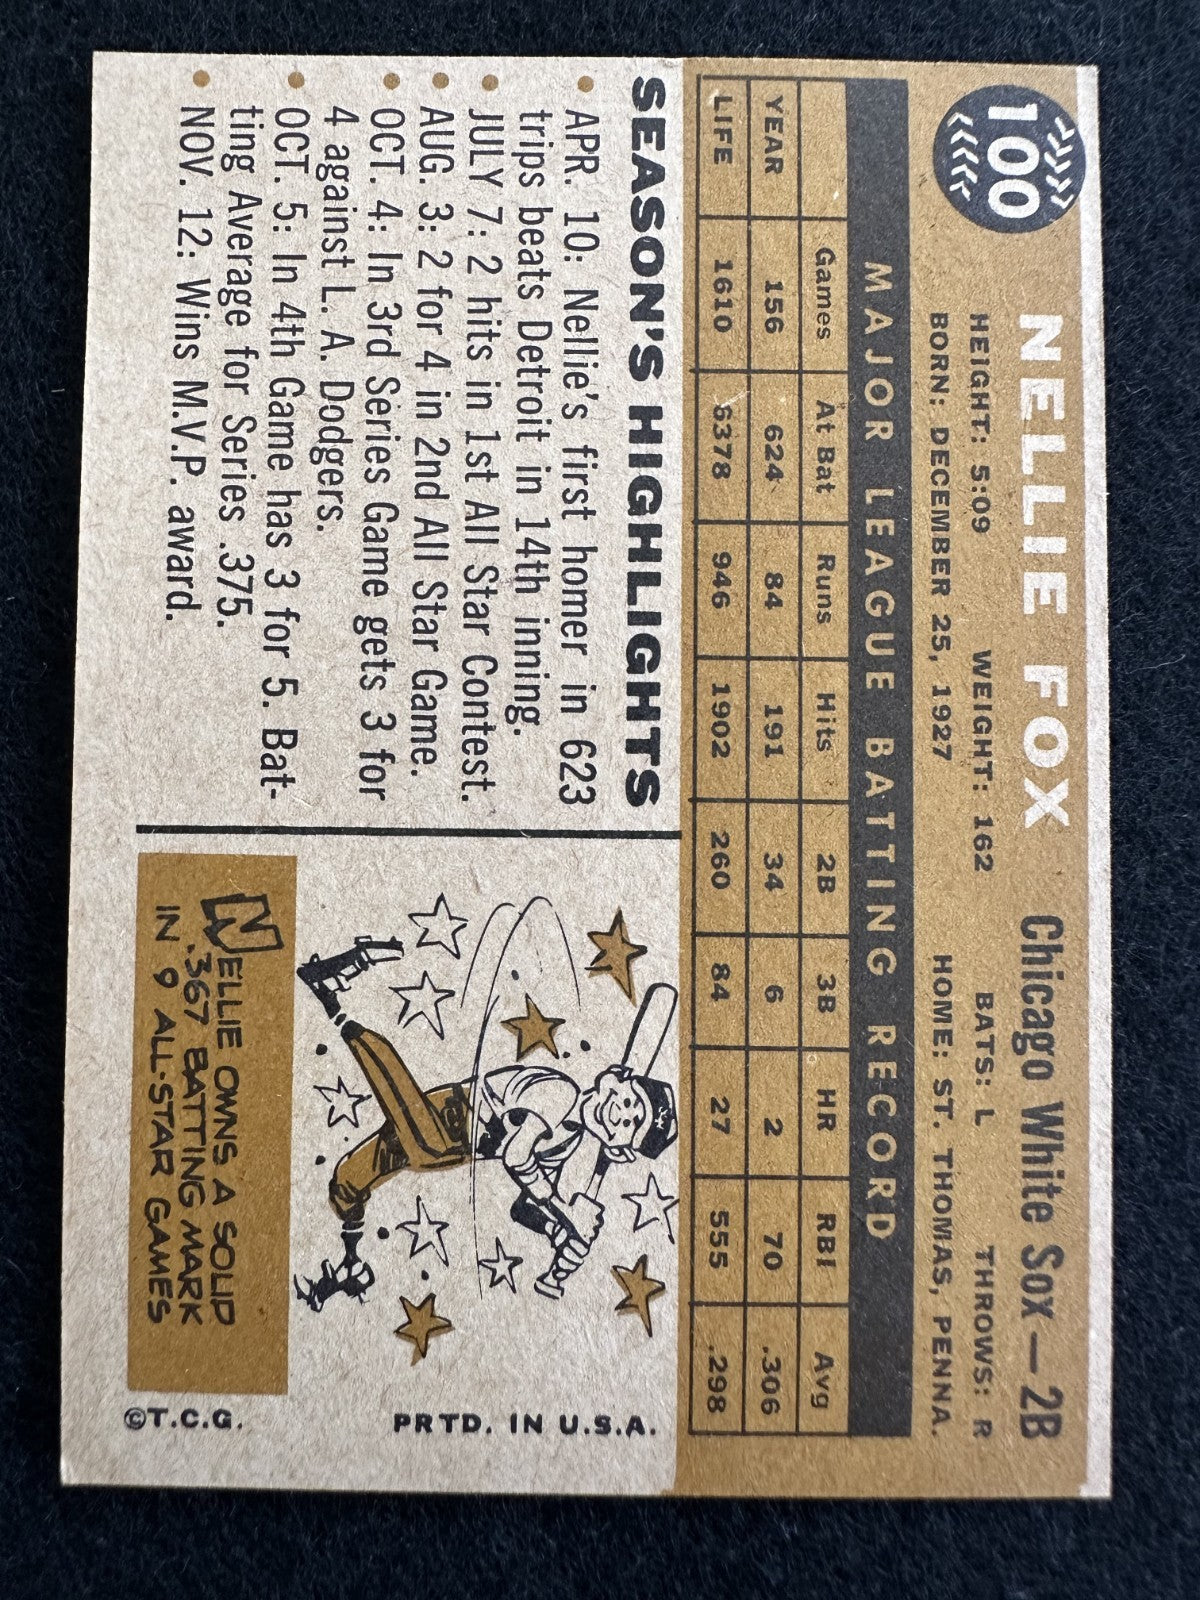 100
NELLIE FOX Chicago White Sox—2B
HEIGHT: 5:09 WEIGHT: 162 BATS: L THROWS: R
BORN: DECEMBER 25, 1927 HOME: ST. THOMAS, PENNA.
MAJOR LEAGUE BATTING RECORD
Games At Bat Runs Hits 2B 3B HR RBI Avg
YEAR 156 624 84 191 34 6 2 70 .306
LIFE 1610 6378 946 1902 260 84 27 555 .298
SEASON'S HIGHLIGHTS
• APR. 10: Nellie's first homer in 623
trips beats Detroit in 14th inning.
• JULY 7: 2 hits in 1st All Star Contest.
• AUG. 3: 2 for 4 in 2nd All Star Game.
• OCT. 4: In 3rd Series Game gets 3 for
4 against L. A. Dodgers.
• OCT. 5: In 4th Game has 3 for 5. Bat-
ting Average for Series .375.
• NOV. 12: Wins M.V.P. award.
NELLIE OWNS A SOLID
.367 BATTING MARK
IN 9 ALL-STAR GAMES
©T.C.G. PRTD. IN U.S.A.